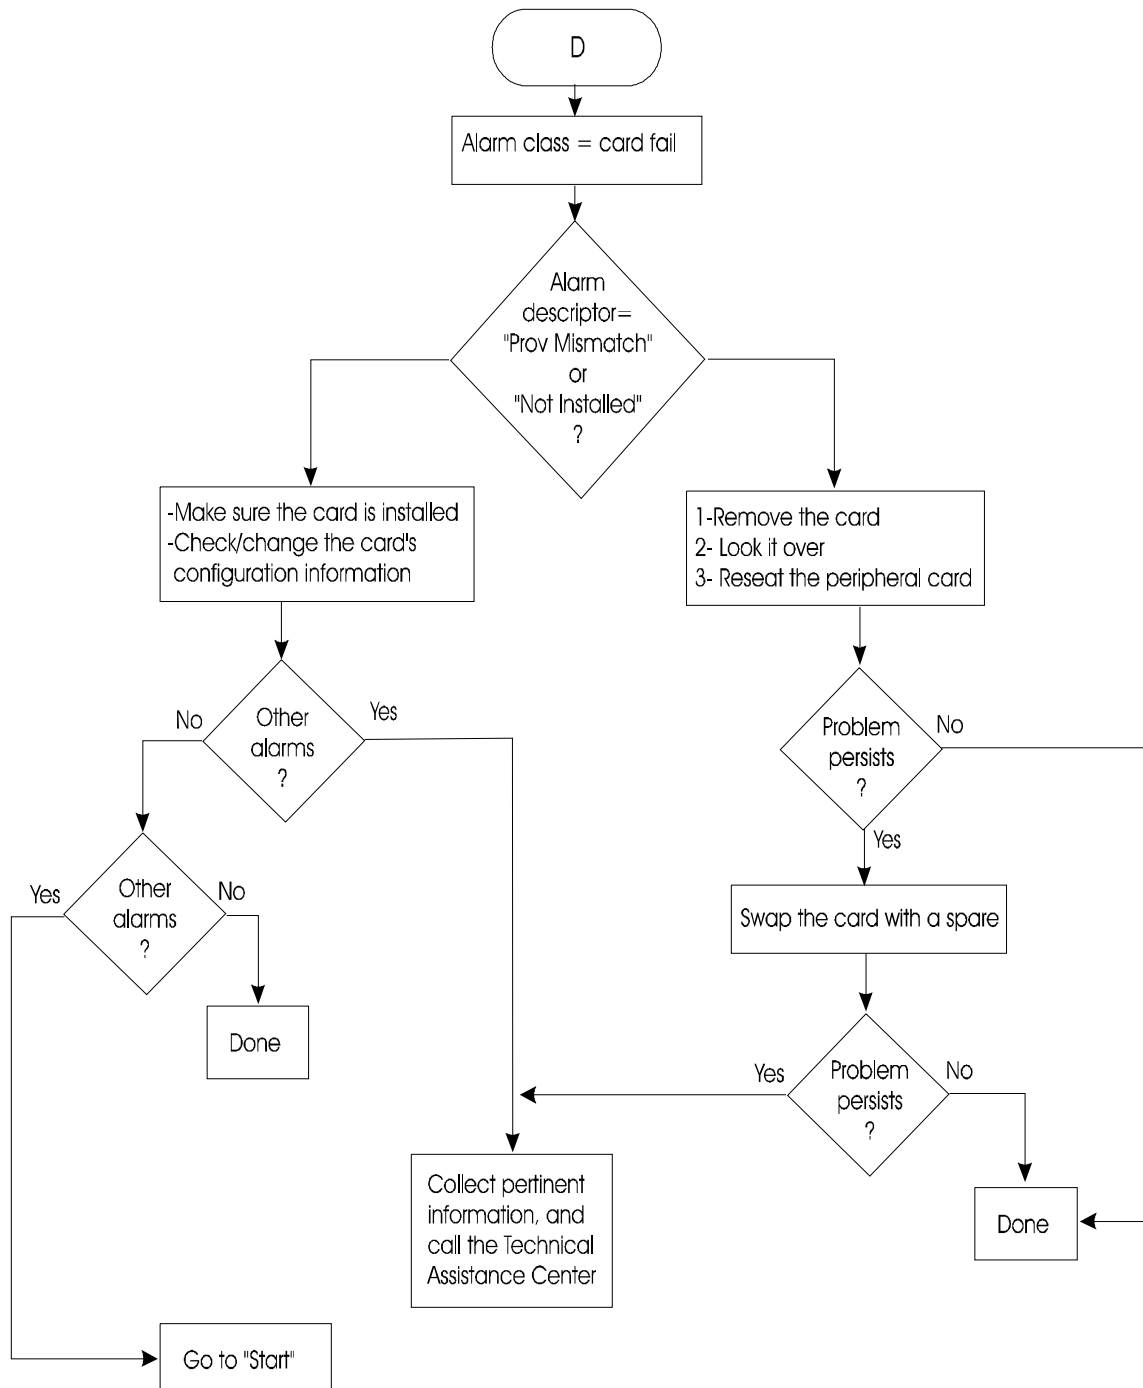 D
Alarm class = card fail
Alarm
descriptor=
"Prov Mismatch"
or
"Not Installed"
?
-Make sure the card is installed
-Check/change the card's
configuration information
1-Remove the card
2- Look it over
3- Reseat the peripheral card
No
Other
alarms
?
Yes
Problem
persists
?
No
Yes
Yes
Other
alarms
?
No
Swap the card with a spare
Done
Yes
Problem
persists
?
No
Collect pertinent
information, and
call the Technical
Assistance Center
Done
Go to "Start"